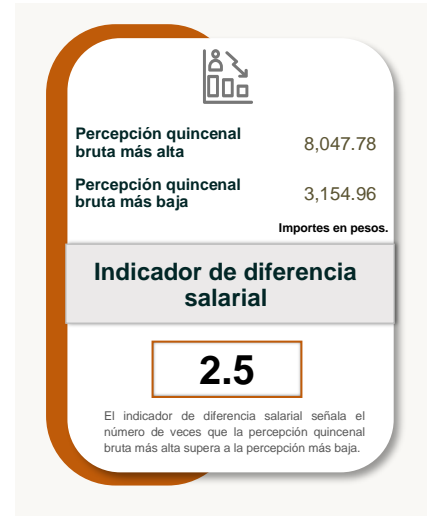 Percepción quincenal
bruta más alta
8,047.78
Percepción quincenal
bruta más baja
3,154.96
Importes en pesos.
Indicador de diferencia
salarial
2.5
El indicador de diferencia salarial señala el
número de veces que la percepción quincenal
bruta más alta supera a la percepción más baja.